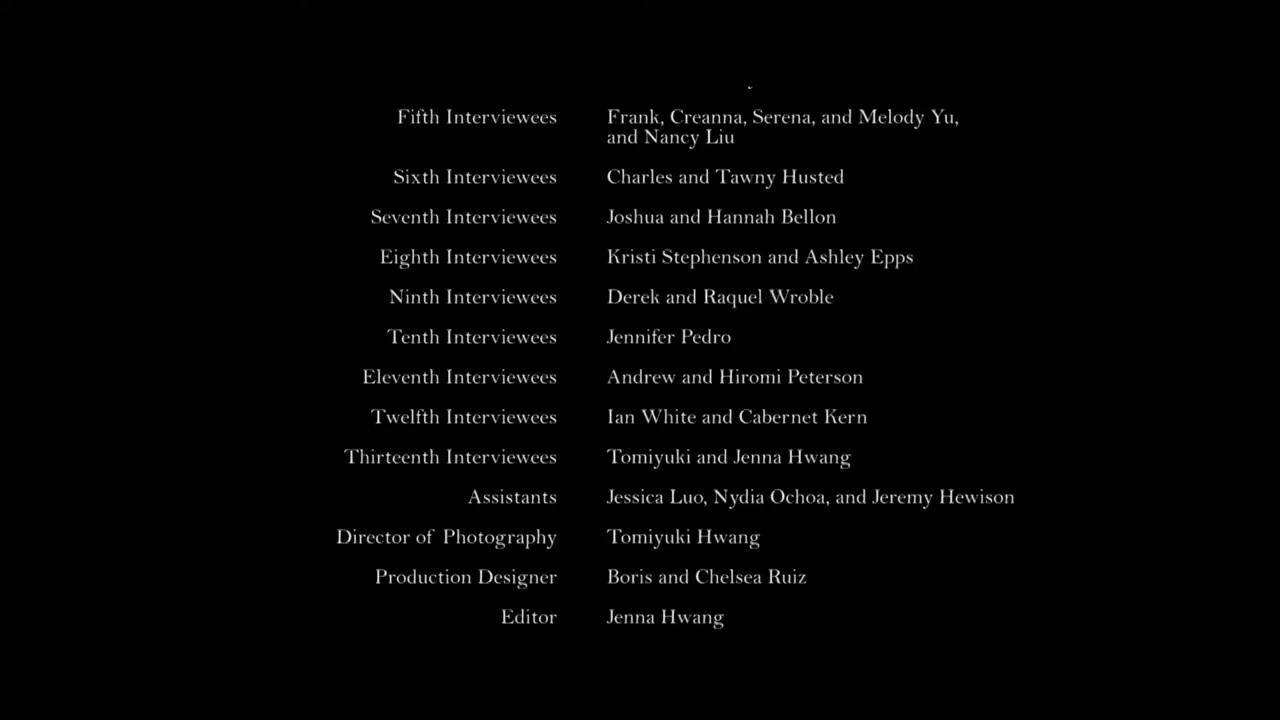 Fifth Interviewees Frank, Creanna, Serena, and Melody Yu,
and Nancy Liu
Sixth Interviewees Charles and Tawny Husted
Seventh Interviewees Joshua and Hannah Bellon
Eighth Interviewees Kristi Stephenson and Ashley Epps
Ninth Interviewees Derek and Raquel Wroble
Tenth Interviewees Jennifer Pedro
Eleventh Interviewees Andrew and Hiromi Peterson
Twelfth Interviewees Ian White and Cabernet Kern
Thirteenth Interviewees Tomiyuki and Jenna Hwang
Assistants Jessica Luo, Nydia Ochoa, and Jeremy Hewison
Director of Photography Tomiyuki Hwang
Production Designer Boris and Chelsea Ruiz
Editor Jenna Hwang